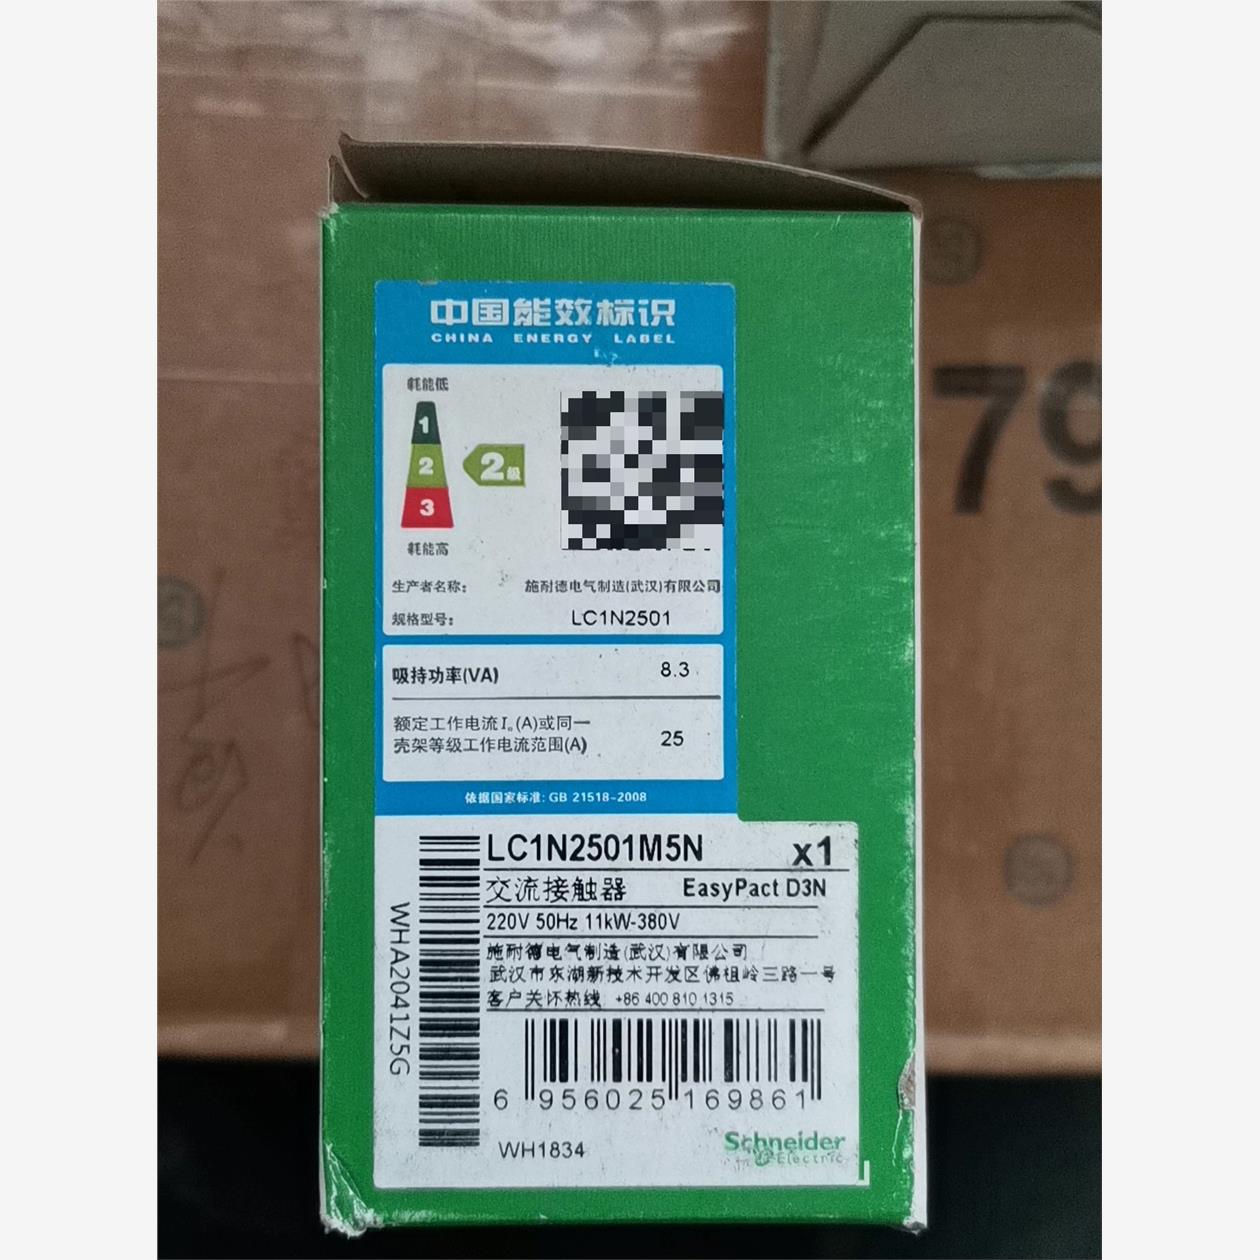 中国能效标识
CHINA ENERGY LABEL
耗能低
1
2
3
2级
耗能高
生产者名称: 施耐德电气制造(武汉)有限公司
规格型号: LC1N2501
吸持功率(VA) 8.3
额定工作电流Iₑ(A)或同一
壳架等级工作电流范围(A) 25
依据国家标准: GB 21518-2008
LC1N2501M5N x1
交流接触器 EasyPact D3N
220V 50Hz 11kW-380V
施耐德电气制造(武汉)有限公司
武汉市东湖新技术开发区佛祖岭三路一号
客户关怀热线 +86 400 810 1315
WHA2041Z5G
6 956025 169861
WH1834
Schneider
Electric
79